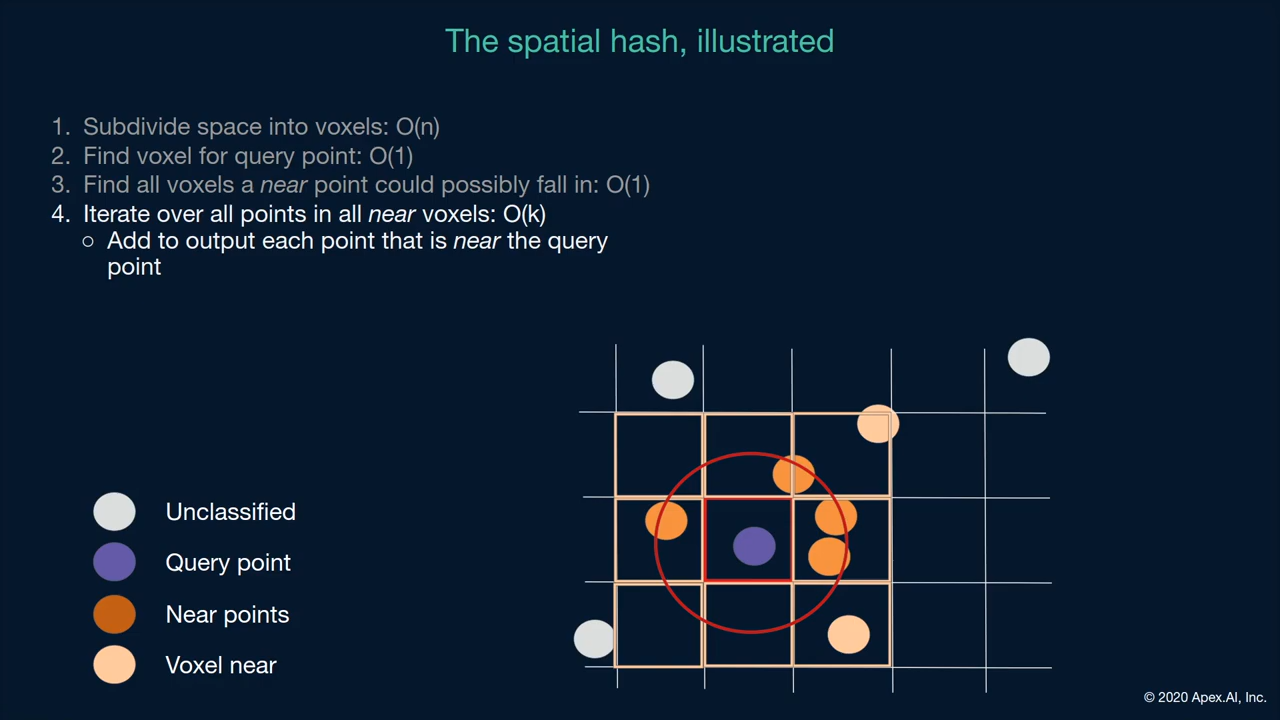 The spatial hash, illustrated
1. Subdivide space into voxels: O(n)
2. Find voxel for query point: O(1)
3. Find all voxels a near point could possibly fall in: O(1)
4. Iterate over all points in all near voxels: O(k)
○ Add to output each point that is near the query
point
Unclassified
Query point
Near points
Voxel near
© 2020 Apex.AI, Inc.